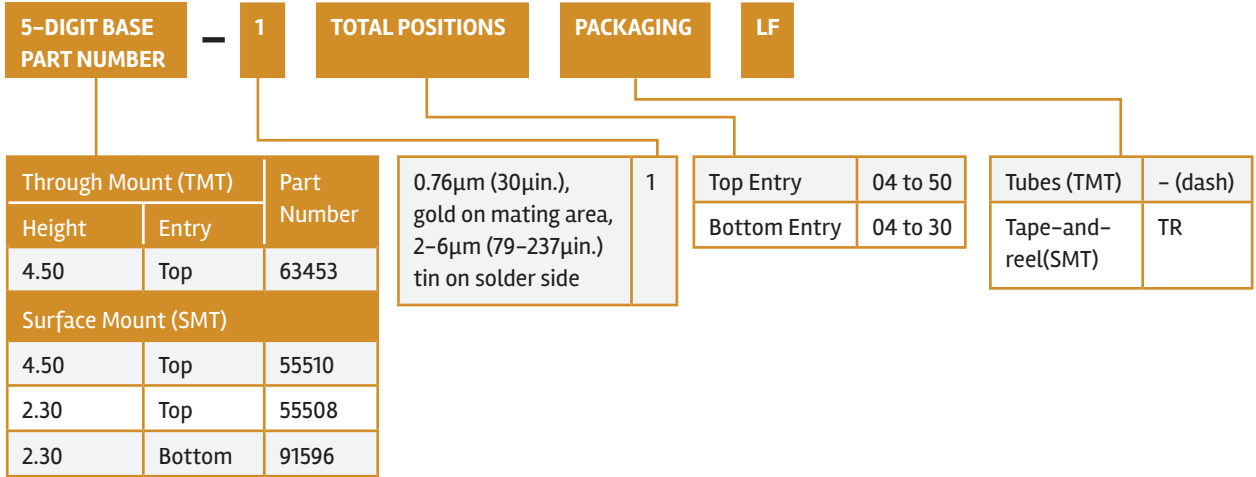 5-DIGIT BASE
PART NUMBER
–
1
TOTAL POSITIONS
PACKAGING
LF
Through Mount (TMT)
Part
Number
Height
Entry
4.50
Top
63453
Surface Mount (SMT)
4.50
Top
55510
2.30
Top
55508
2.30
Bottom
91596
0.76µm (30µin.),
gold on mating area,
2-6µm (79-237µin.)
tin on solder side
1
Top Entry
04 to 50
Bottom Entry
04 to 30
Tubes (TMT)
- (dash)
Tape-and-
reel(SMT)
TR